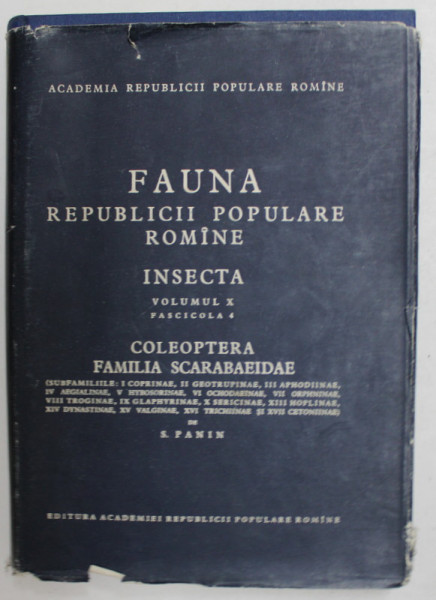 ACADEMIA REPUBLICII POPULARE ROMÎNE
FAUNA
REPUBLICII POPULARE
ROMÎNE
INSECTA
VOLUMUL X
FASCICOLA 4
COLEOPTERA
FAMILIA SCARABAEIDAE
(SUBFAMILIILE: I COPRINAE, II GEOTRUPINAE, III APHODIINAE,
IV AEGIALINAE, V HYBOSORINAE, VI OCHODAEINAE, VII ORPHNINAE,
VIII TROGINAE, IX GLAPHYRINAE, X SERICINAE, XIII HOPLINAE,
XIV DYNASTINAE, XV VALGINAE, XVI TRICHIINAE ȘI XVII CETONIINAE)
DE
S. PANIN
EDITURA ACADEMIEI REPUBLICII POPULARE ROMÎNE